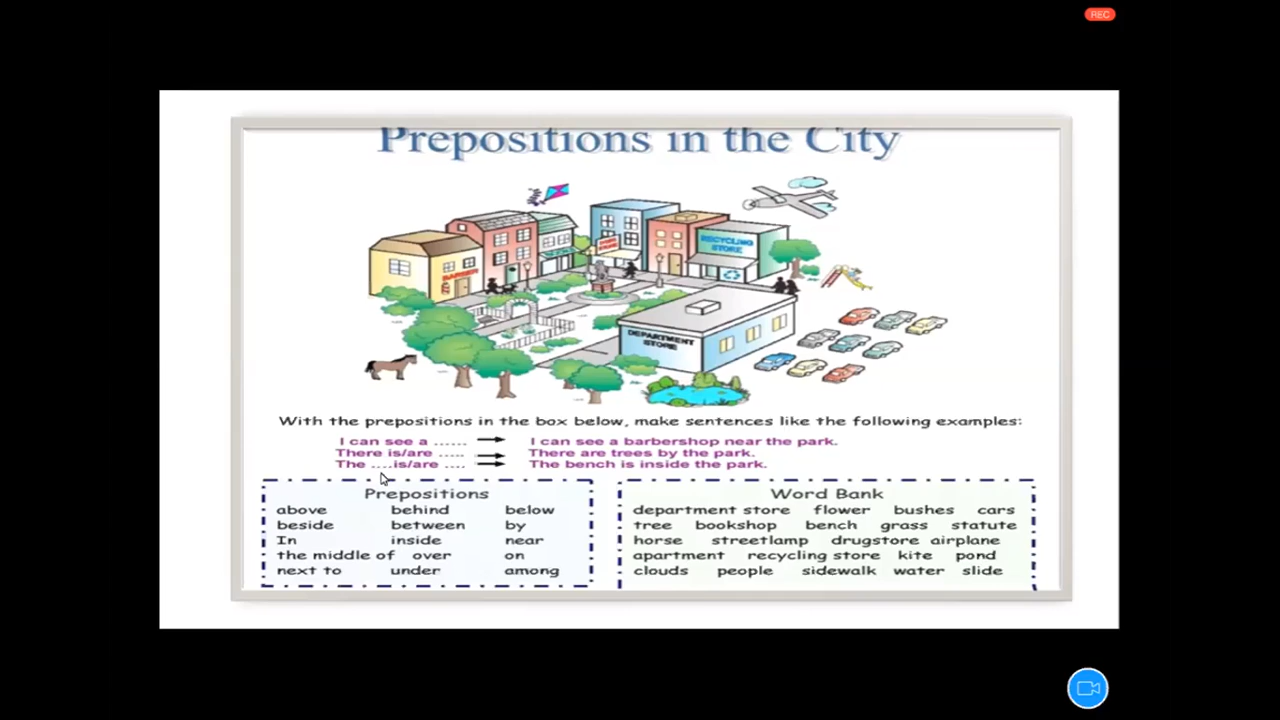 REC
Prepositions in the City
RECYCLING
STORE
BARBER
DEPARTMENT
STORE
With the prepositions in the box below, make sentences like the following examples:
I can see a ...... I can see a barbershop near the park.
There is/are ..... There are trees by the park.
The ....is/are .... The bench is inside the park.
Prepositions
above behind below
beside between by
In inside near
the middle of over on
next to under among
Word Bank
department store flower bushes cars
tree bookshop bench grass statute
horse streetlamp drugstore airplane
apartment recycling store kite pond
clouds people sidewalk water slide